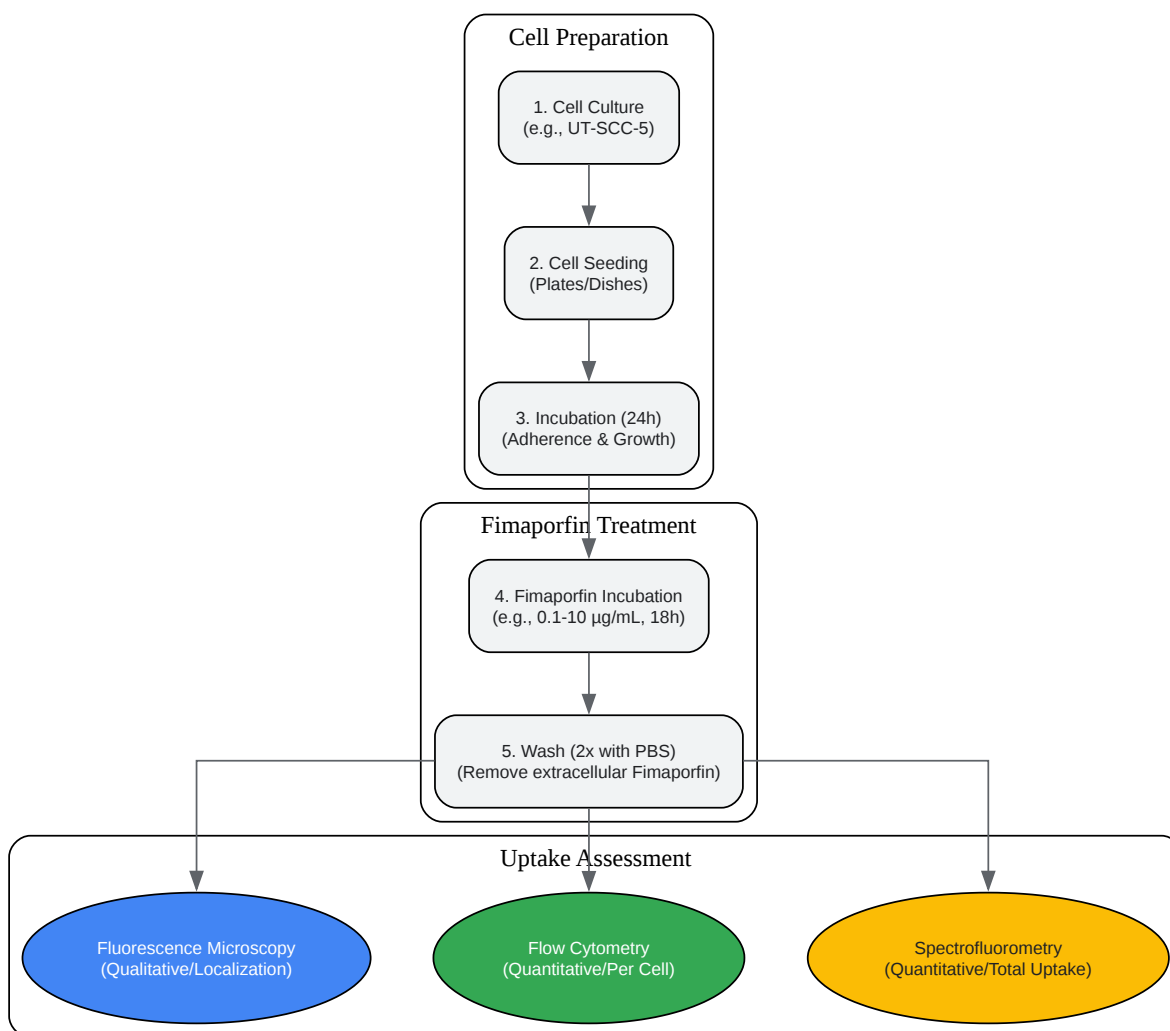 Cell Preparation
1. Cell Culture
(e.g., UT-SCC-5)
2. Cell Seeding
(Plates/Dishes)
3. Incubation (24h)
(Adherence & Growth)
Fimaporfin Treatment
4. Fimaporfin Incubation
(e.g., 0.1-10 µg/mL, 18h)
5. Wash (2x with PBS)
(Remove extracellular Fimaporfin)
Uptake Assessment
Fluorescence Microscopy
(Qualitative/Localization)
Flow Cytometry
(Quantitative/Per Cell)
Spectrofluorometry
(Quantitative/Total Uptake)